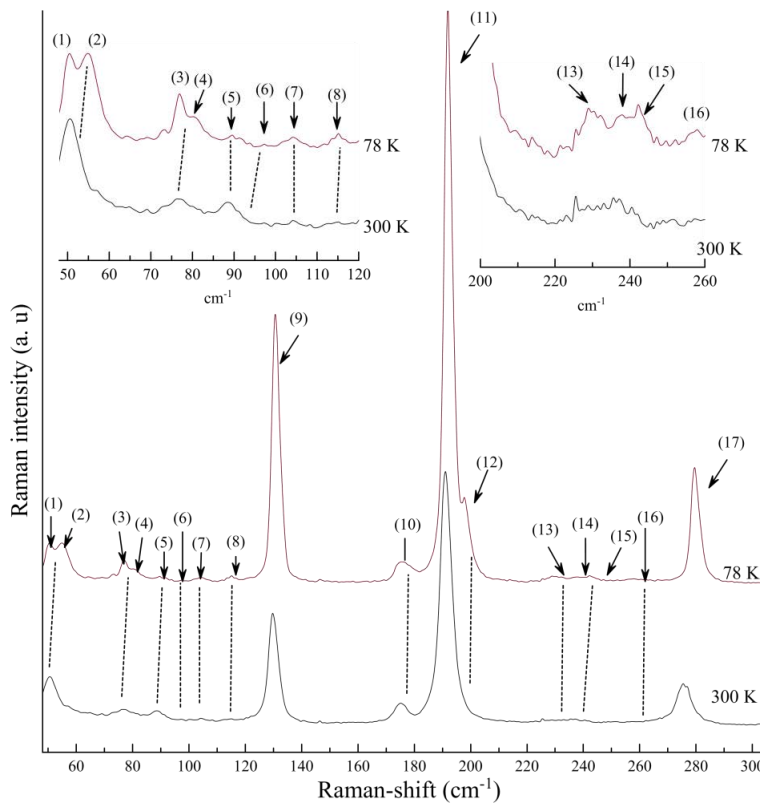 (1) (2) (3) (4) (5) (6) (7) (8)
78 K
300 K
50 60 70 80 90 100 110 120
cm-1
(11)
(13) (14) (15) (16)
78 K
300 K
200 220 240 260
cm-1
(9)
(1) (2) (3) (4) (5) (6) (7) (8) (10) (12) (13) (14) (15) (16) (17)
78 K
300 K
Raman intensity (a. u)
60 80 100 120 140 160 180 200 220 240 260 280 300
Raman-shift (cm-1)